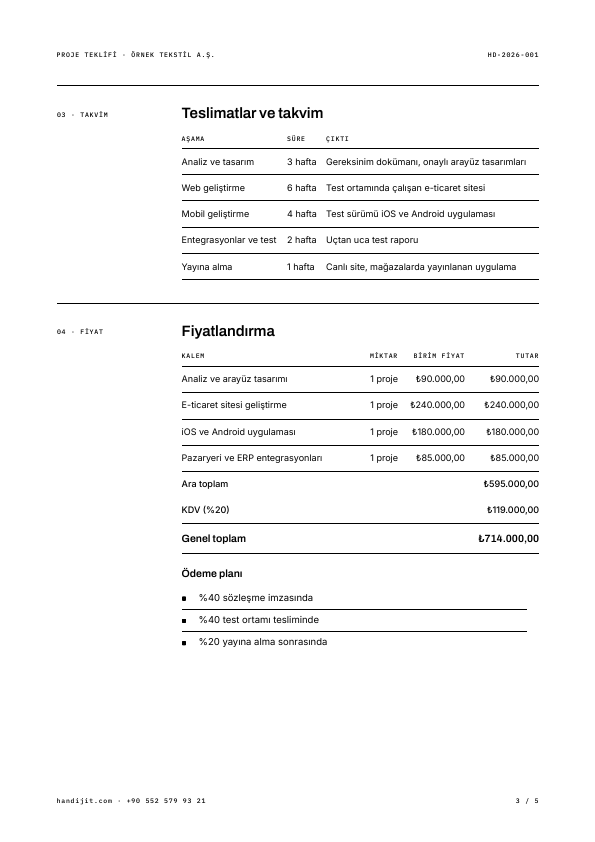 PROJE TEKLİFİ · ÖRNEK TEKSTİL A.Ş. HD-2026-001
03 · TAKVİM
Teslimatlar ve takvim
AŞAMA SÜRE ÇIKTI
Analiz ve tasarım 3 hafta Gereksinim dokümanı, onaylı arayüz tasarımları
Web geliştirme 6 hafta Test ortamında çalışan e-ticaret sitesi
Mobil geliştirme 4 hafta Test sürümü iOS ve Android uygulaması
Entegrasyonlar ve test 2 hafta Uçtan uca test raporu
Yayına alma 1 hafta Canlı site, mağazalarda yayınlanan uygulama
04 · FİYAT
Fiyatlandırma
KALEM MİKTAR BİRİM FİYAT TUTAR
Analiz ve arayüz tasarımı 1 proje ₺90.000,00 ₺90.000,00
E-ticaret sitesi geliştirme 1 proje ₺240.000,00 ₺240.000,00
iOS ve Android uygulaması 1 proje ₺180.000,00 ₺180.000,00
Pazaryeri ve ERP entegrasyonları 1 proje ₺85.000,00 ₺85.000,00
Ara toplam ₺595.000,00
KDV (%20) ₺119.000,00
Genel toplam ₺714.000,00
Ödeme planı
▪ %40 sözleşme imzasında
▪ %40 test ortamı tesliminde
▪ %20 yayına alma sonrasında
handijit.com · +90 552 579 93 21 3 / 5